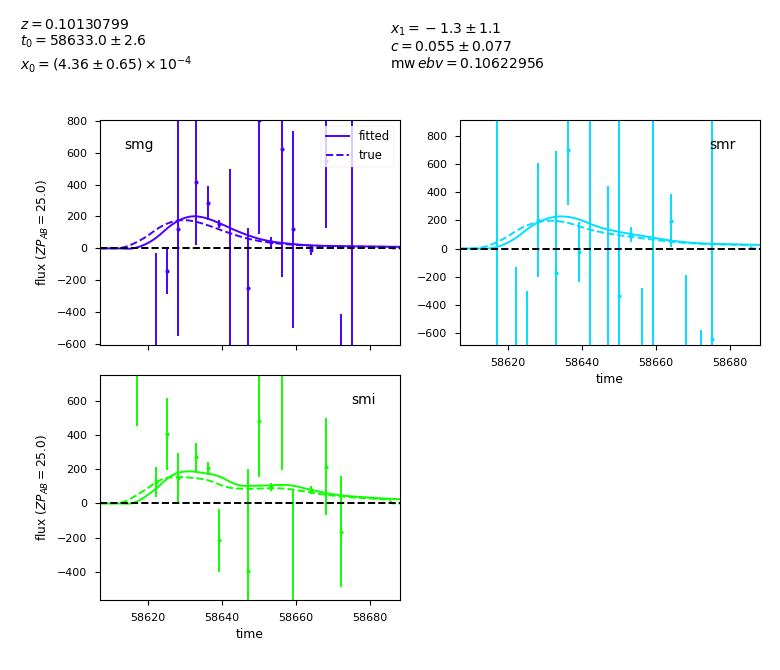 z = 0.10130799
t₀ = 58633.0 ± 2.6
x₀ = (4.36 ± 0.65) × 10⁻⁴
x₁ = −1.3 ± 1.1
c = 0.055 ± 0.077
mwebv = 0.10622956
smg
fitted
true
800
600
400
200
0
−200
−400
−600
flux (ZP_AB = 25.0)
smr
800
600
400
200
0
−200
−400
−600
58620 58640 58660 58680
time
smi
600
400
200
0
−200
−400
flux (ZP_AB = 25.0)
58620 58640 58660 58680
time